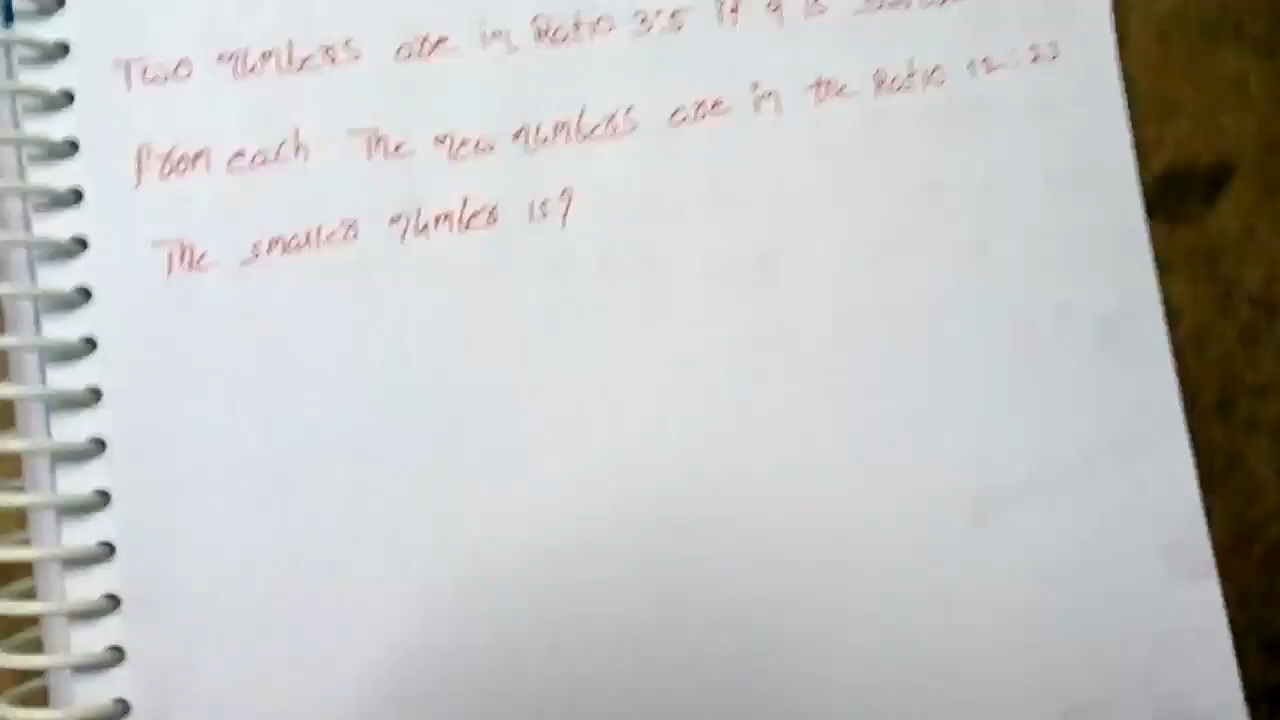 Two numbers are in Ratio 3:5 If 9 is
from each The new numbers are in the Ratio 12:23
The smaller number is?